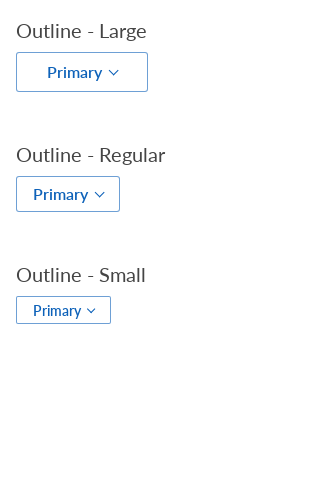 Outline - Large
Primary
Outline - Regular
Primary
Outline - Small
Primary